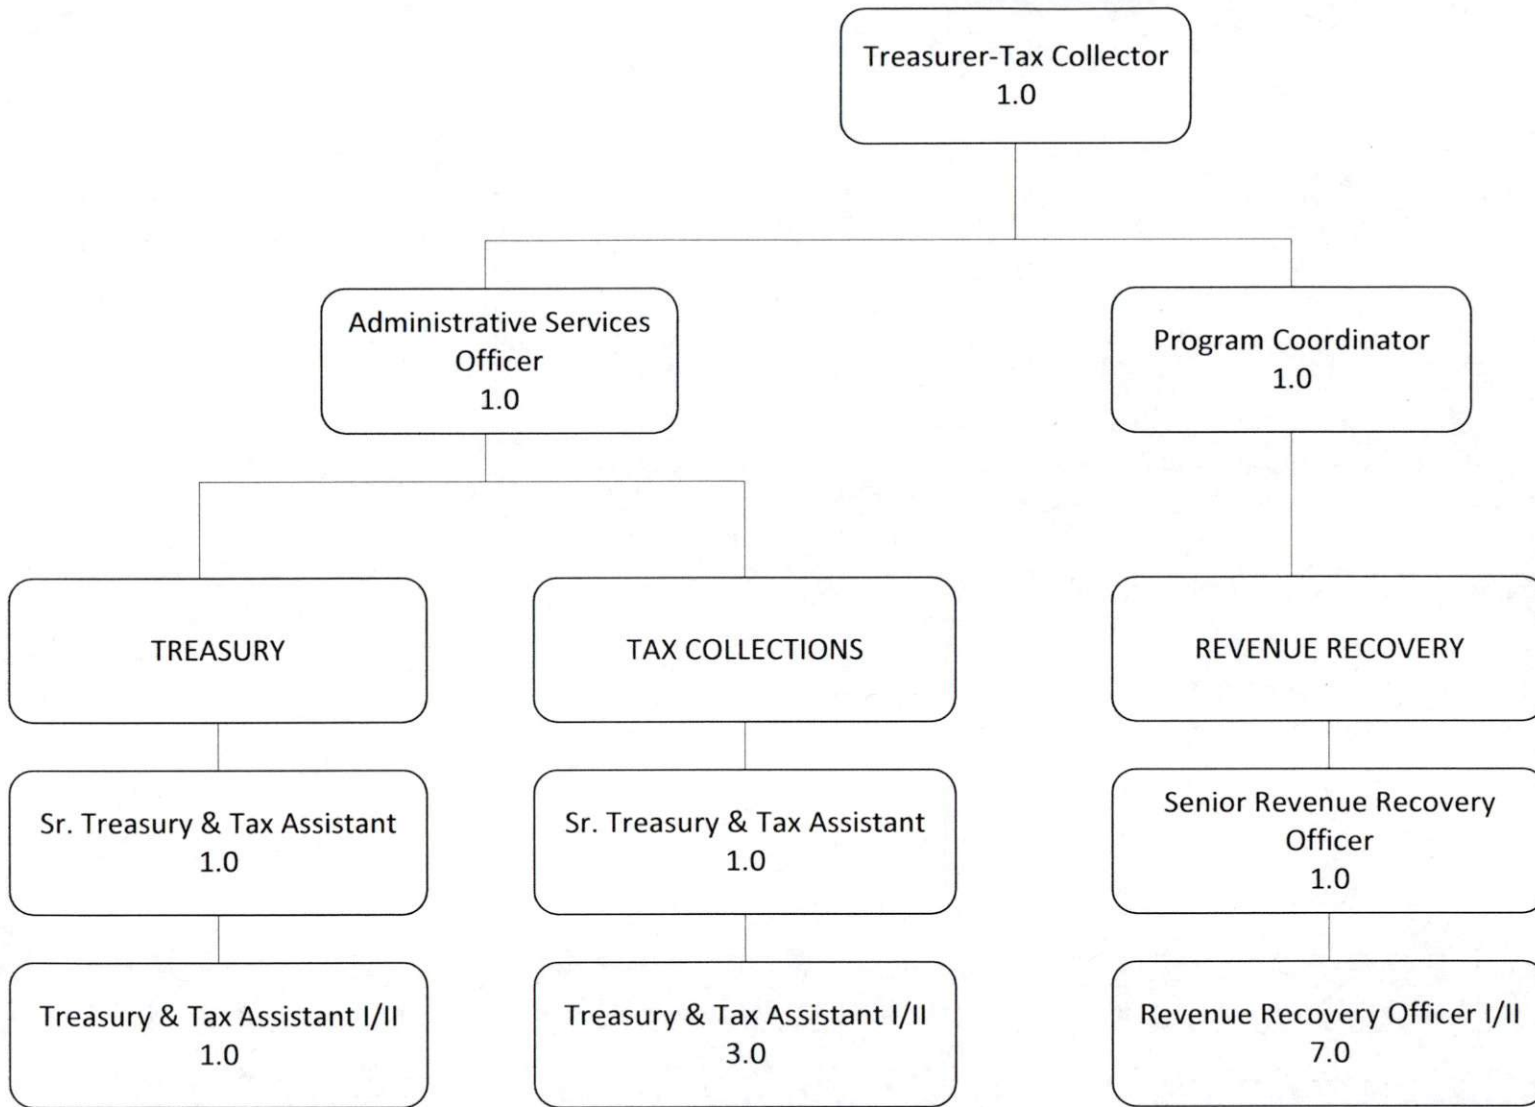 Treasurer-Tax Collector
1.0
Administrative Services
Officer
1.0
Program Coordinator
1.0
TREASURY
TAX COLLECTIONS
REVENUE RECOVERY
Sr. Treasury & Tax Assistant
1.0
Sr. Treasury & Tax Assistant
1.0
Senior Revenue Recovery
Officer
1.0
Treasury & Tax Assistant I/II
1.0
Treasury & Tax Assistant I/II
3.0
Revenue Recovery Officer I/II
7.0